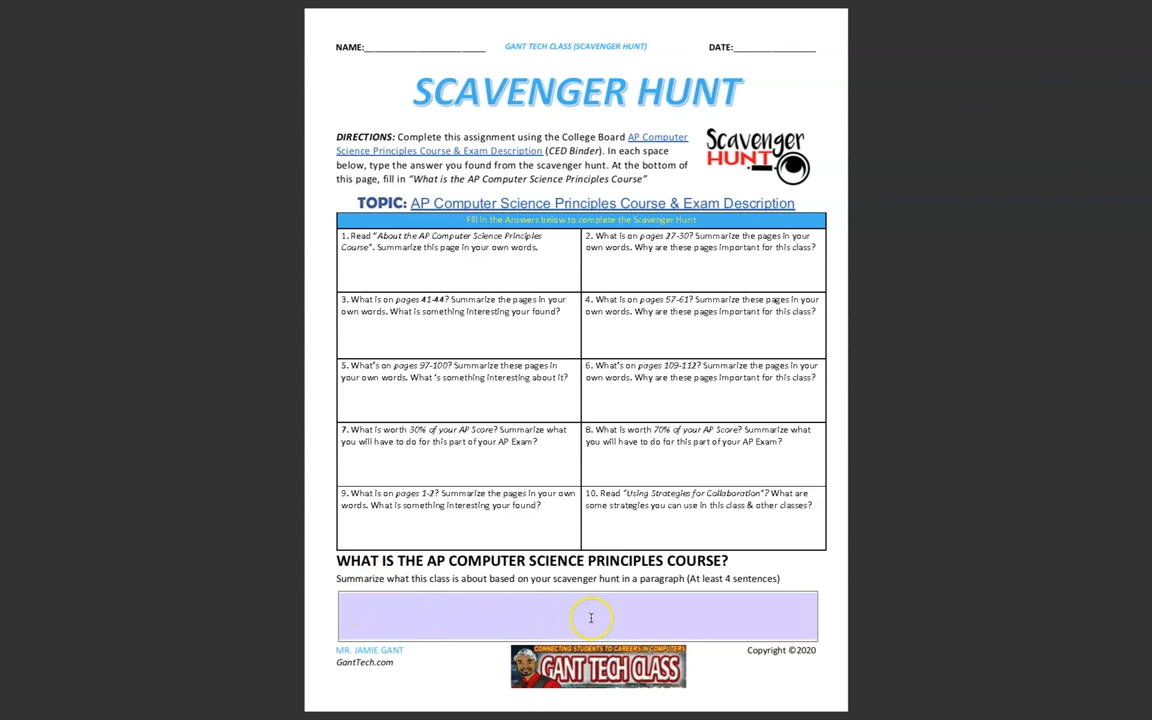 NAME:________________________ GANT TECH CLASS (SCAVENGER HUNT) DATE:________________
SCAVENGER HUNT
DIRECTIONS: Complete this assignment using the College Board AP Computer
Science Principles Course & Exam Description (CED Binder). In each space
below, type the answer you found from the scavenger hunt. At the bottom of
this page, fill in "What is the AP Computer Science Principles Course"
Scavenger
HUNT
TOPIC: AP Computer Science Principles Course & Exam Description
Fill in the Answers below to complete the Scavenger Hunt
1. Read "About the AP Computer Science Principles
Course". Summarize this page in your own words.
2. What is on pages 27-30? Summarize the pages in your
own words. Why are these pages important for this class?
3. What is on pages 41-44? Summarize the pages in your
own words. What is something interesting your found?
4. What is on pages 57-61? Summarize these pages in your
own words. Why are these pages important for this class?
5. What's on pages 97-100? Summarize these pages in
your own words. What 's something interesting about it?
6. What's on pages 109-112? Summarize the pages in your
own words. Why are these pages important for this class?
7. What is worth 30% of your AP Score? Summarize what
you will have to do for this part of your AP Exam?
8. What is worth 70% of your AP Score? Summarize what
you will have to do for this part of your AP Exam?
9. What is on pages 1-2? Summarize the pages in your own
words. What is something interesting your found?
10. Read "Using Strategies for Collaboration"? What are
some strategies you can use in this class & other classes?
WHAT IS THE AP COMPUTER SCIENCE PRINCIPLES COURSE?
Summarize what this class is about based on your scavenger hunt in a paragraph (At least 4 sentences)
MR. JAMIE GANT
GantTech.com
CONNECTING STUDENTS TO CAREERS IN COMPUTERS
GANT TECH CLASS
Copyright ©2020